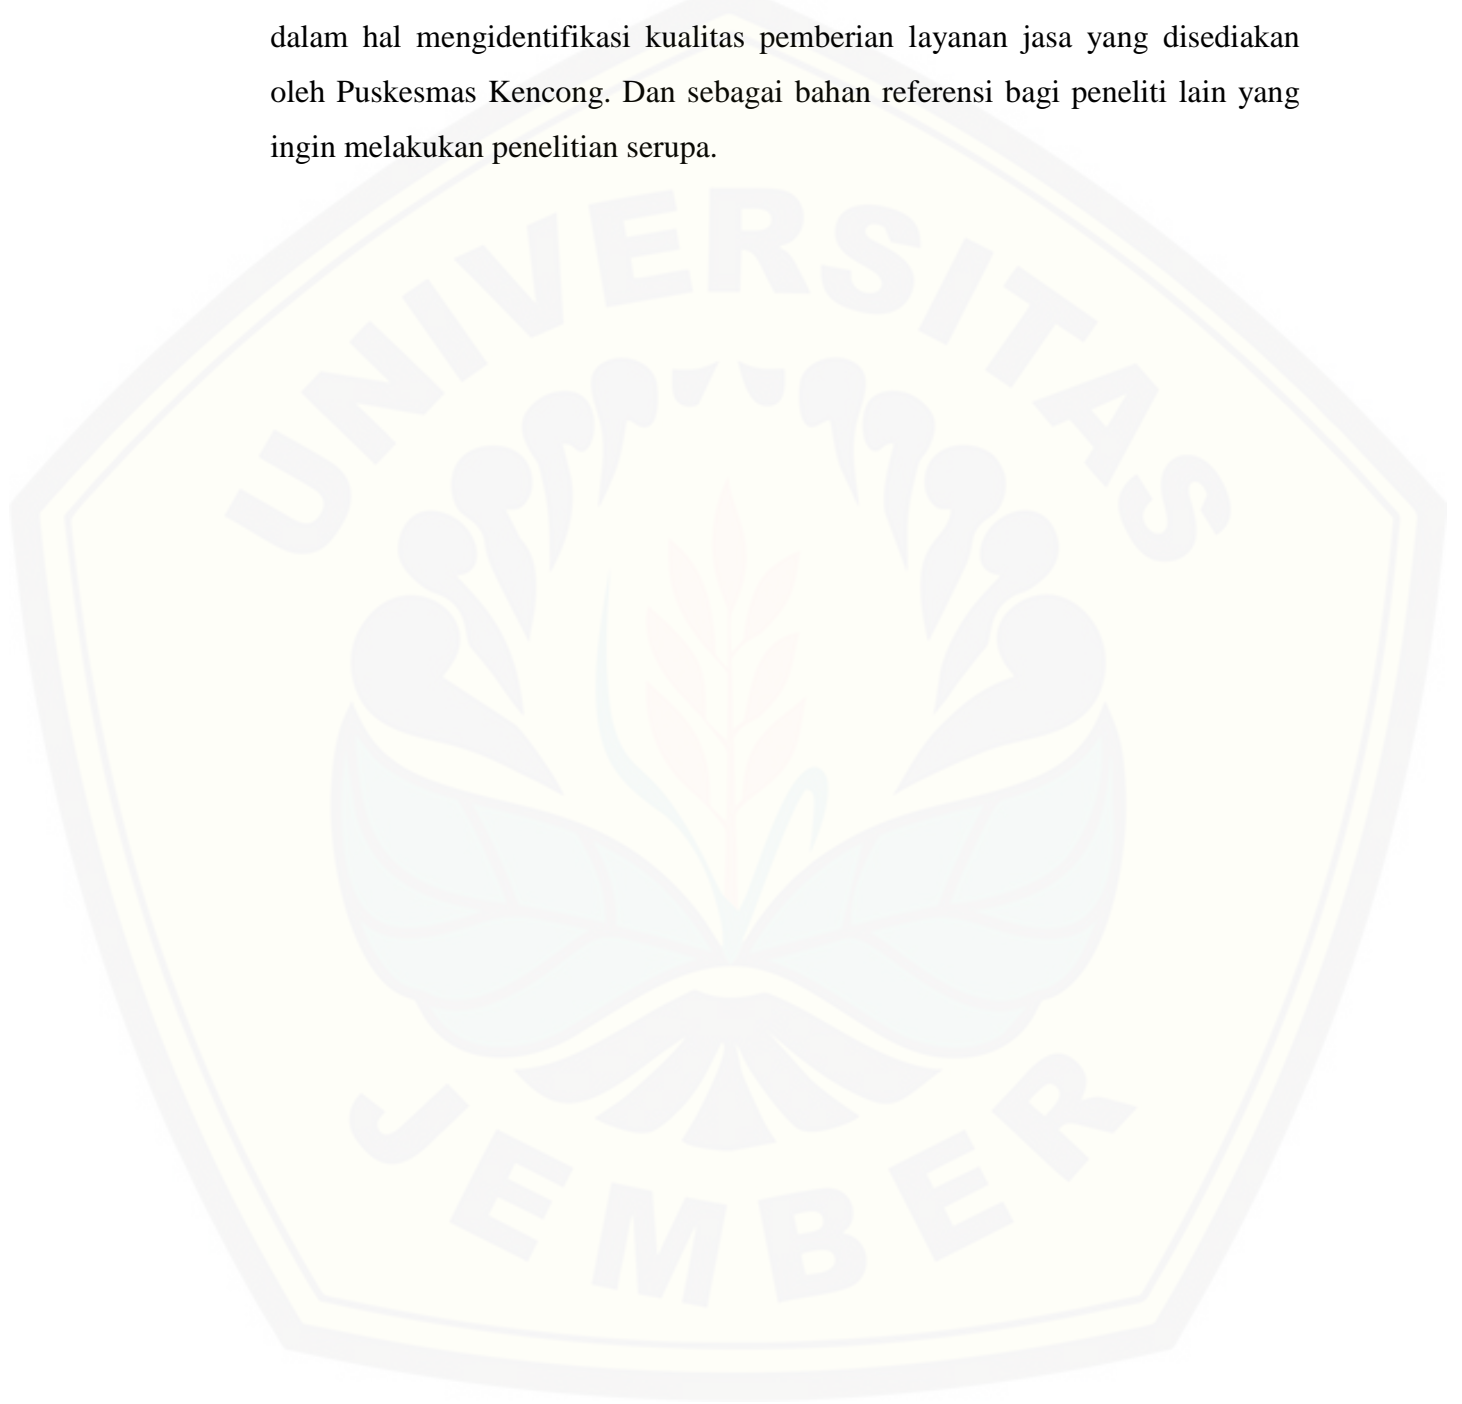 dalam hal mengidentifikasi kualitas pemberian layanan jasa yang disediakan
oleh Puskesmas Kencong. Dan sebagai bahan referensi bagi peneliti lain yang
ingin melakukan penelitian serupa.
UNIVERSITAS
JEMBER